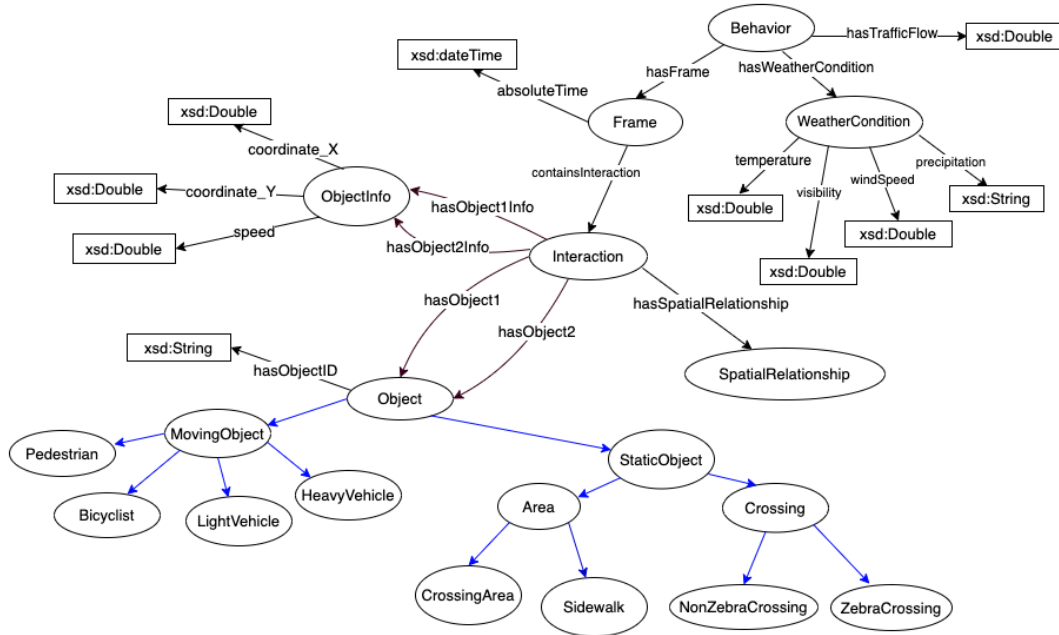 Behavior
hasTrafficFlow
xsd:Double
xsd:dateTime
hasFrame
hasWeatherCondition
absoluteTime
xsd:Double
Frame
WeatherCondition
coordinate_X
temperature
precipitation
containsInteraction
windSpeed
visibility
xsd:Double
coordinate_Y
ObjectInfo
hasObject1Info
xsd:Double
xsd:String
speed
xsd:Double
hasObject2Info
xsd:Double
Interaction
xsd:Double
hasObject1
hasSpatialRelationship
hasObject2
xsd:String
hasObjectID
SpatialRelationship
Object
MovingObject
Pedestrian
StaticObject
HeavyVehicle
Bicyclist
LightVehicle
Area
Crossing
CrossingArea
Sidewalk
NonZebraCrossing
ZebraCrossing